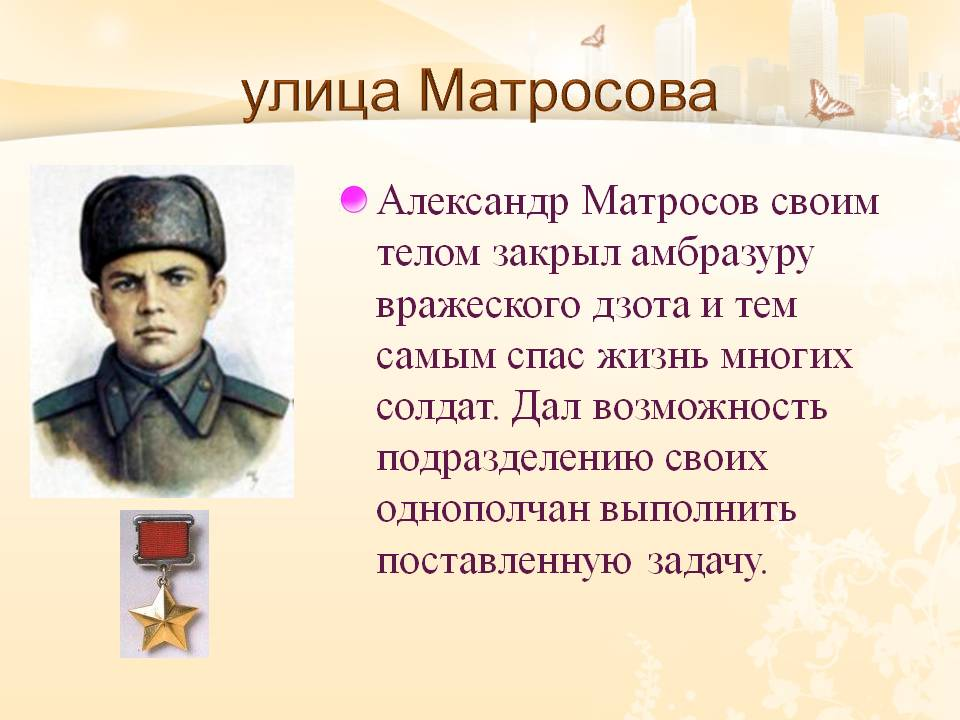 улица Матросова
Александр Матросов своим
телом закрыл амбразуру
вражеского дзота и тем
самым спас жизнь многих
солдат. Дал возможность
подразделению своих
однополчан выполнить
поставленную задачу.